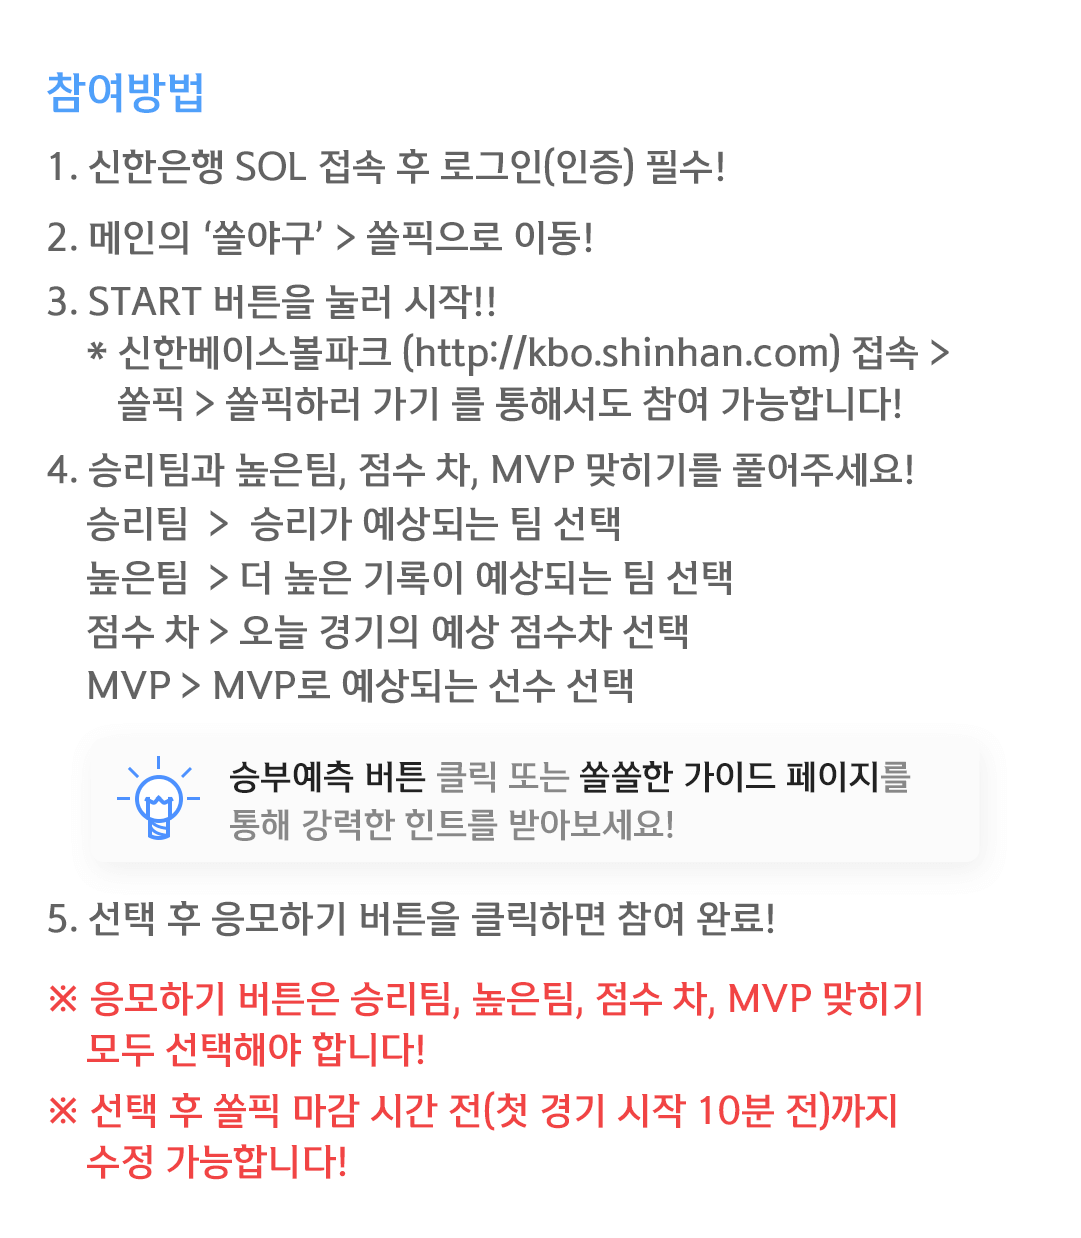 참여방법
1. 신한은행 SOL 접속 후 로그인(인증) 필수!
2. 메인의 ‘쏠야구’ > 쏠픽으로 이동!
3. START 버튼을 눌러 시작!!
* 신한베이스볼파크 (http://kbo.shinhan.com) 접속 >
쏠픽 > 쏠픽하러 가기 를 통해서도 참여 가능합니다!
4. 승리팀과 높은팀, 점수 차, MVP 맞히기를 풀어주세요!
승리팀 > 승리가 예상되는 팀 선택
높은팀 > 더 높은 기록이 예상되는 팀 선택
점수 차 > 오늘 경기의 예상 점수차 선택
MVP > MVP로 예상되는 선수 선택
승부예측 버튼 클릭 또는 쏠쏠한 가이드 페이지를
통해 강력한 힌트를 받아보세요!
5. 선택 후 응모하기 버튼을 클릭하면 참여 완료!
※ 응모하기 버튼은 승리팀, 높은팀, 점수 차, MVP 맞히기
모두 선택해야 합니다!
※ 선택 후 쏠픽 마감 시간 전(첫 경기 시작 10분 전)까지
수정 가능합니다!